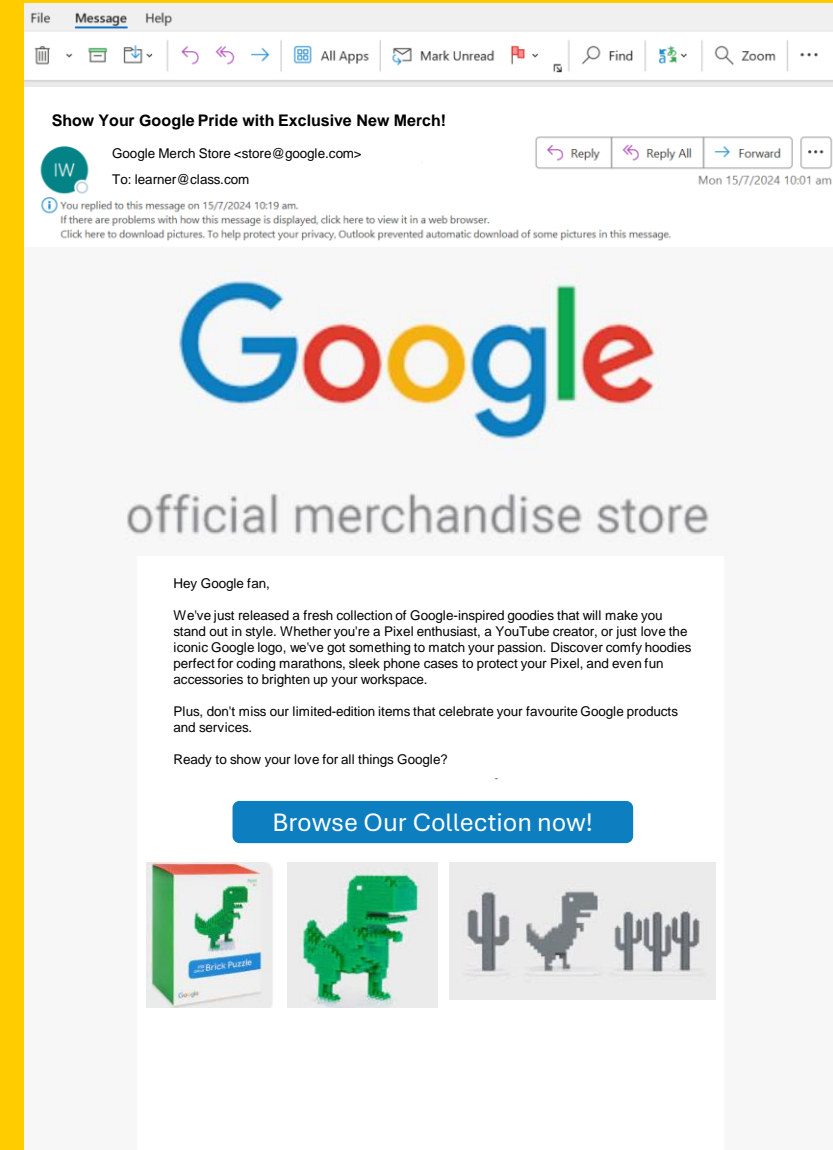 File Message Help
All Apps Mark Unread Find Zoom
Show Your Google Pride with Exclusive New Merch!
IW
Google Merch Store <store@google.com>
Reply Reply All Forward
To: learner@class.com
Mon 15/7/2024 10:01 am
You replied to this message on 15/7/2024 10:19 am.
If there are problems with how this message is displayed, click here to view it in a web browser.
Click here to download pictures. To help protect your privacy, Outlook prevented automatic download of some pictures in this message.
Google
official merchandise store
Hey Google fan,
We've just released a fresh collection of Google-inspired goodies that will make you
stand out in style. Whether you're a Pixel enthusiast, a YouTube creator, or just love the
iconic Google logo, we've got something to match your passion. Discover comfy hoodies
perfect for coding marathons, sleek phone cases to protect your Pixel, and even fun
accessories to brighten up your workspace.
Plus, don't miss our limited-edition items that celebrate your favourite Google products
and services.
Ready to show your love for all things Google?
Browse Our Collection now!
Brick Puzzle
Google